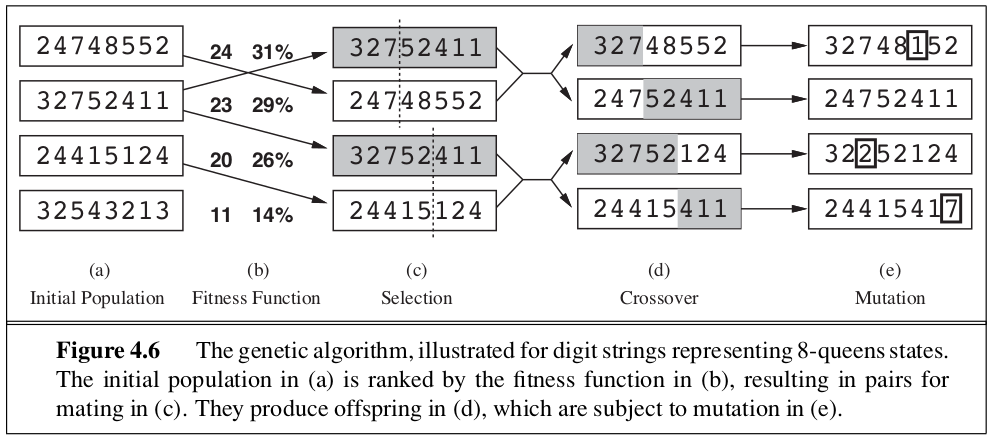 24748552 24 31% 32752411 32748552 32748152
32752411 23 29% 24748552 24752411 24752411
24415124 20 26% 32752411 32752124 32252124
32543213 11 14% 24415124 24415411 24415417
(a) (b) (c) (d) (e)
Initial Population Fitness Function Selection Crossover Mutation
Figure 4.6 The genetic algorithm, illustrated for digit strings representing 8-queens states.
The initial population in (a) is ranked by the fitness function in (b), resulting in pairs for
mating in (c). They produce offspring in (d), which are subject to mutation in (e).